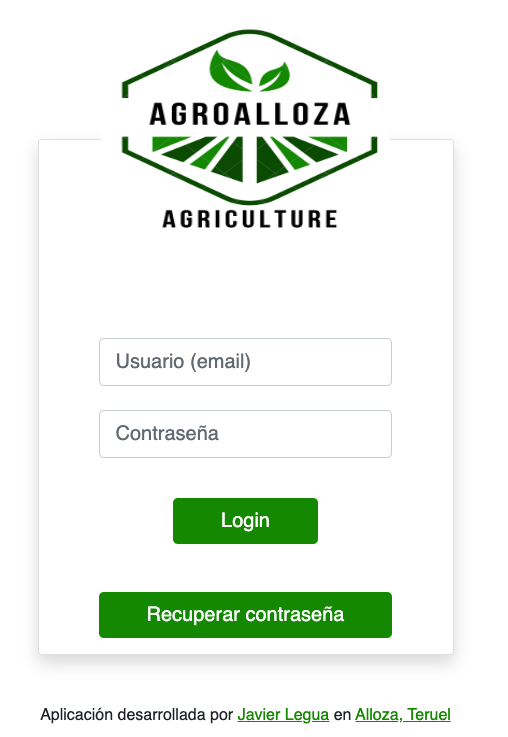 AGROALLOZA
AGRICULTURE
Usuario (email)
Contraseña
Login
Recuperar contraseña
Aplicación desarrollada por Javier Legua en Alloza, Teruel